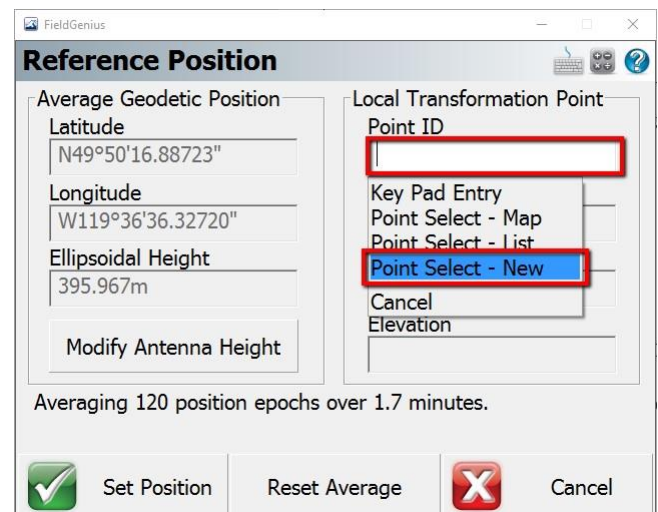 FieldGenius
Reference Position
Average Geodetic Position
Latitude
N49°50'16.88723"
Longitude
W119°36'36.32720"
Ellipsoidal Height
395.967m
Modify Antenna Height
Local Transformation Point
Point ID
Key Pad Entry
Point Select - Map
Point Select - List
Point Select - New
Cancel
Elevation
Averaging 120 position epochs over 1.7 minutes.
Set Position
Reset Average
Cancel